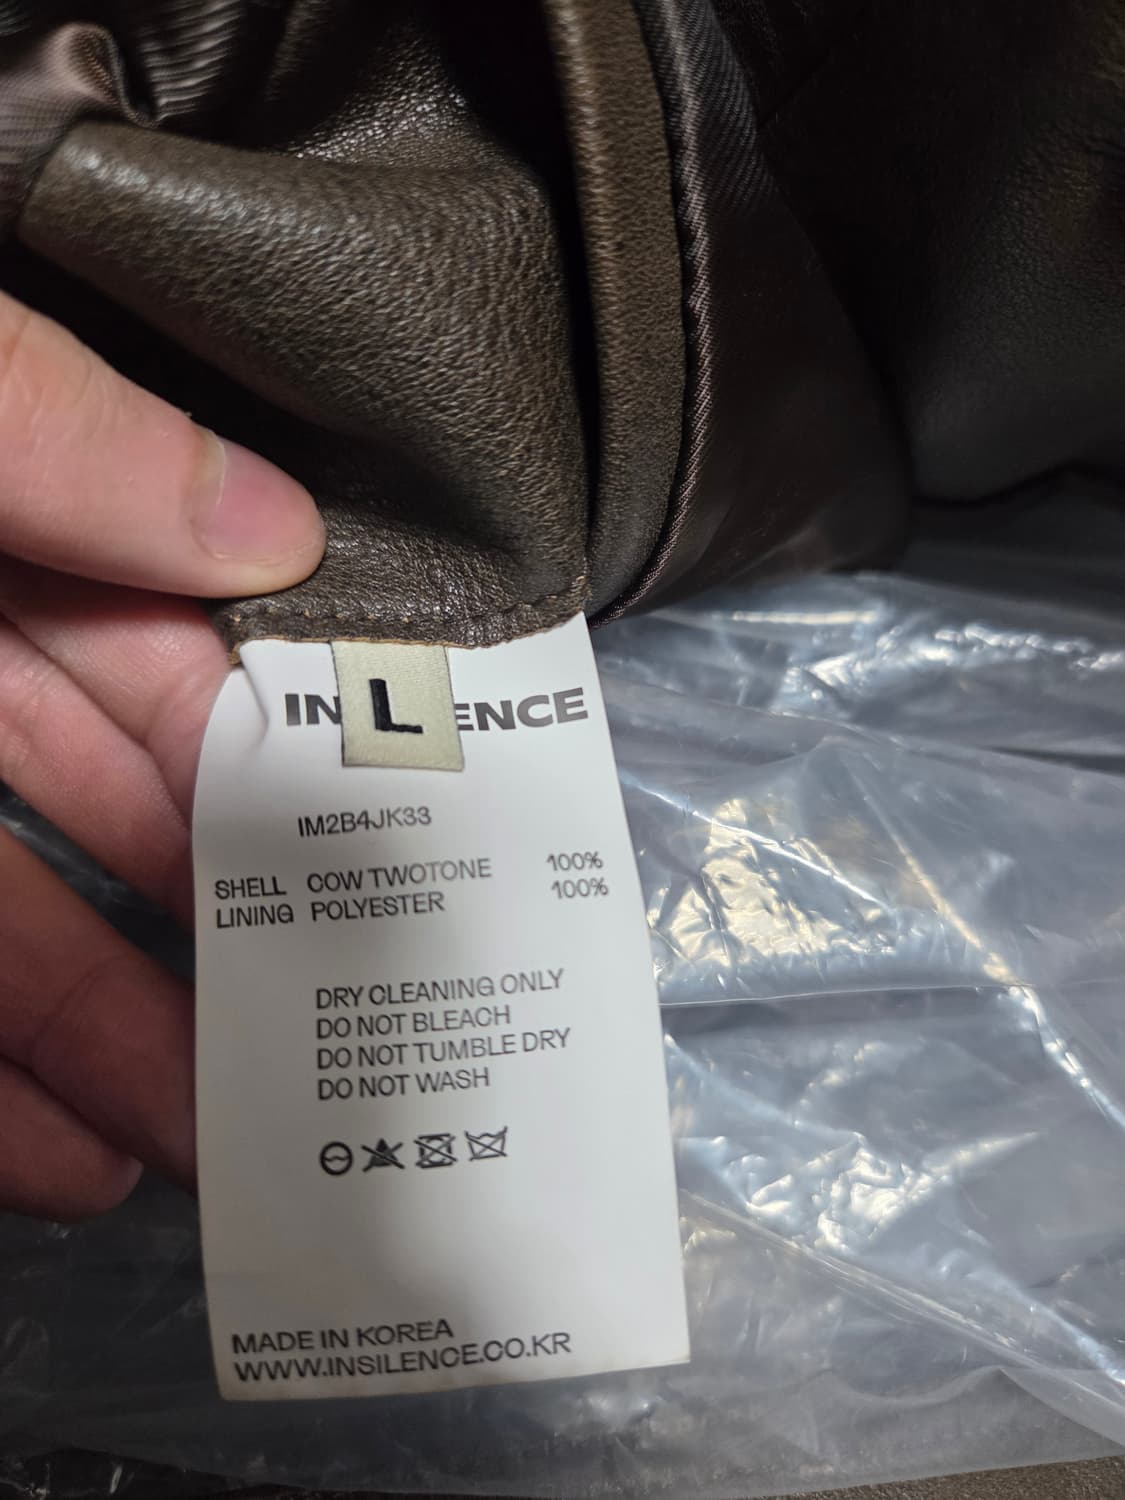 IN ENCE
L
IM2B4JK33
SHELL COW TWOTONE 100%
LINING POLYESTER 100%
DRY CLEANING ONLY
DO NOT BLEACH
DO NOT TUMBLE DRY
DO NOT WASH
MADE IN KOREA
WWW.INSILENCE.CO.KR